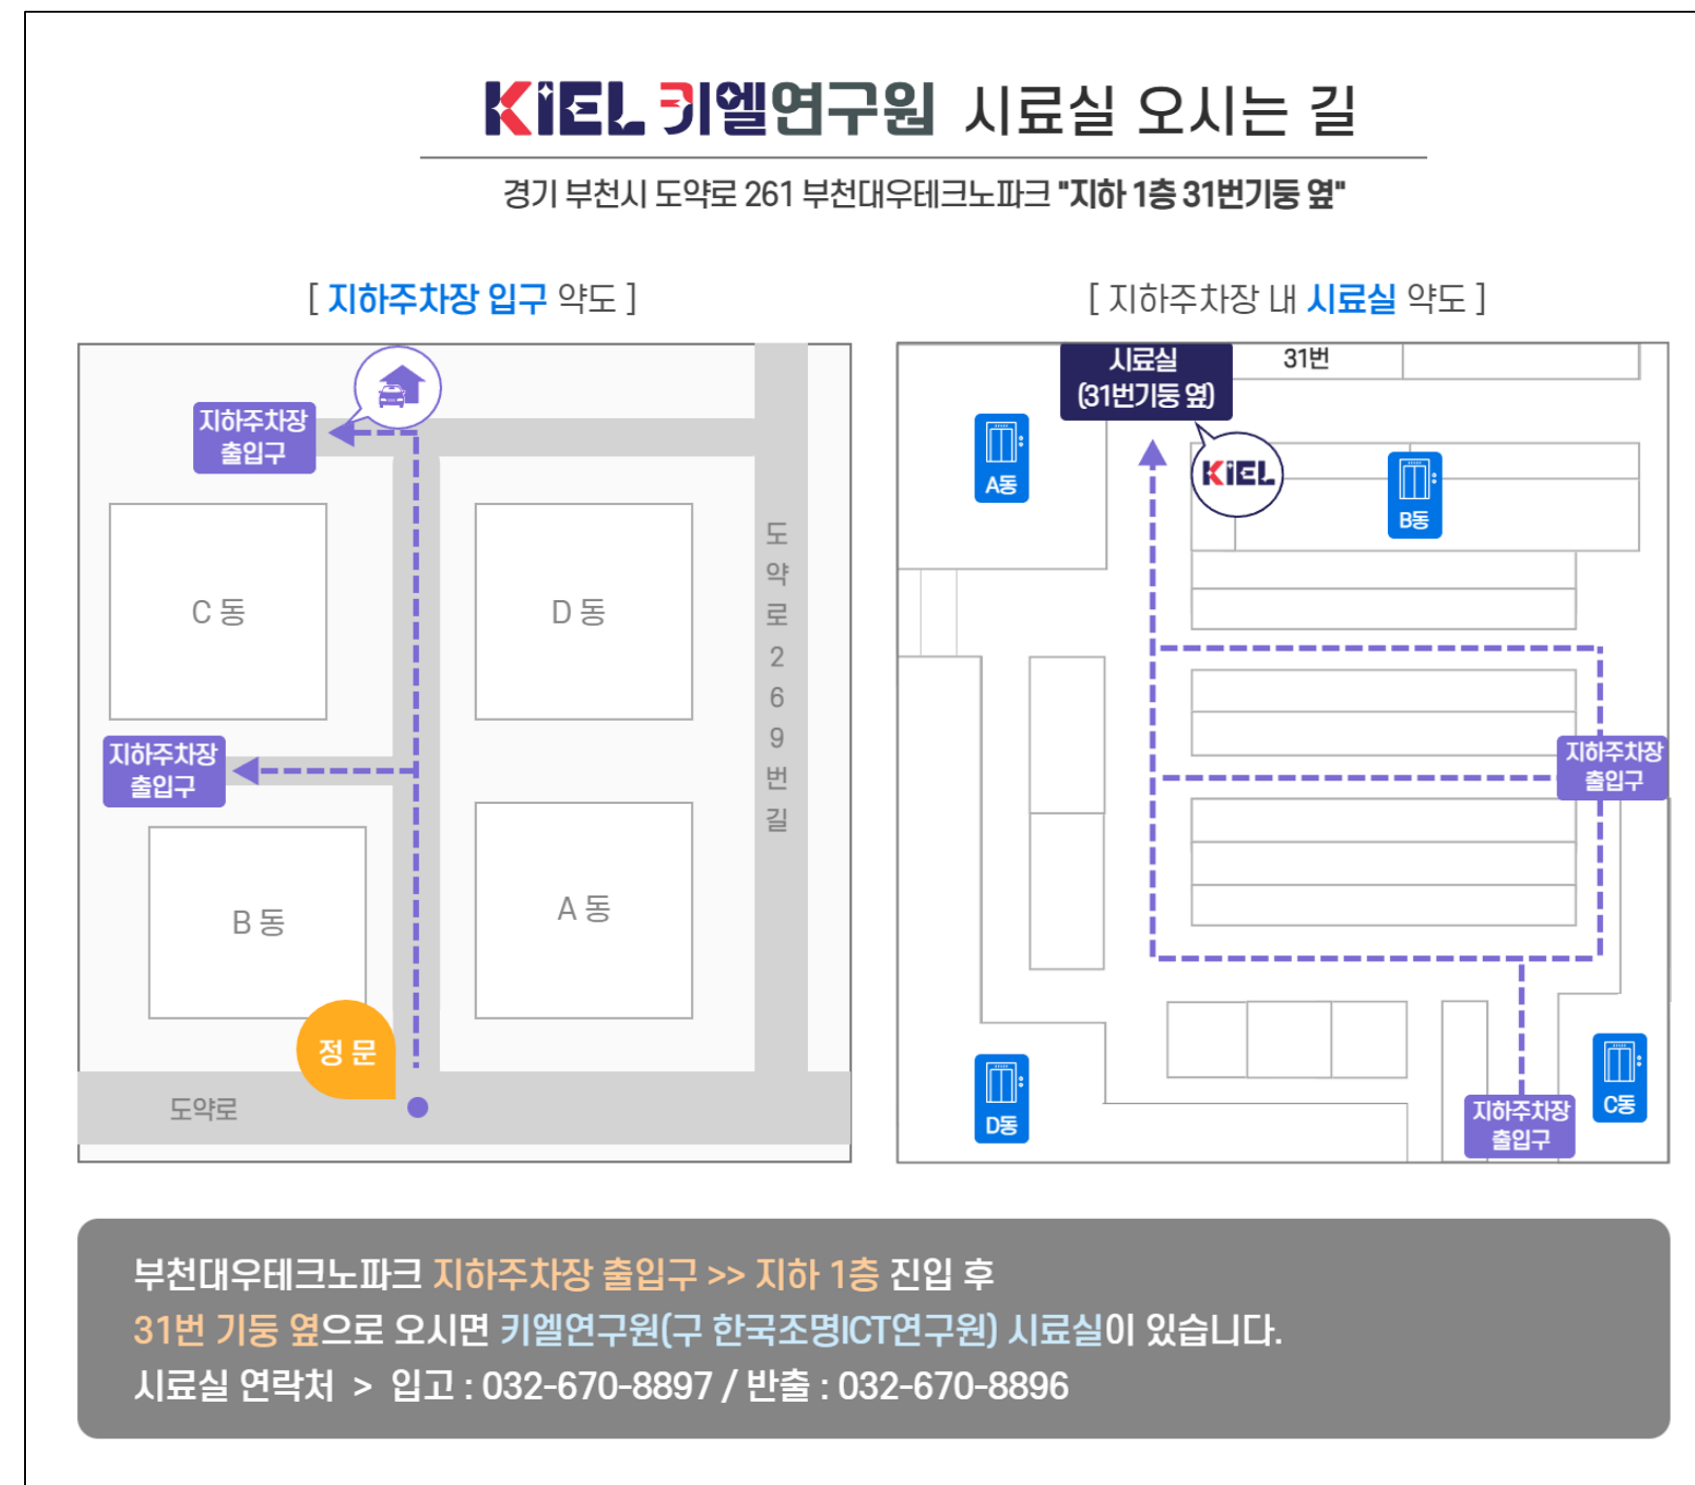 KiEL 키엘연구원 시료실 오시는 길
경기 부천시 도약로 261 부천대우테크노파크 "지하 1층 31번기둥 옆"
[ 지하주차장 입구 약도 ]
지하주차장
출입구
C 동
D 동
지하주차장
출입구
B 동
A 동
정 문
도약로
도약로269번길
[ 지하주차장 내 시료실 약도 ]
시료실
(31번기둥 옆)
31번
A동
KiEL
B동
지하주차장
출입구
D동
지하주차장
출입구
C동
부천대우테크노파크 지하주차장 출입구 >> 지하 1층 진입 후
31번 기둥 옆으로 오시면 키엘연구원(구 한국조명ICT연구원) 시료실이 있습니다.
시료실 연락처 > 입고 : 032-670-8897 / 반출 : 032-670-8896